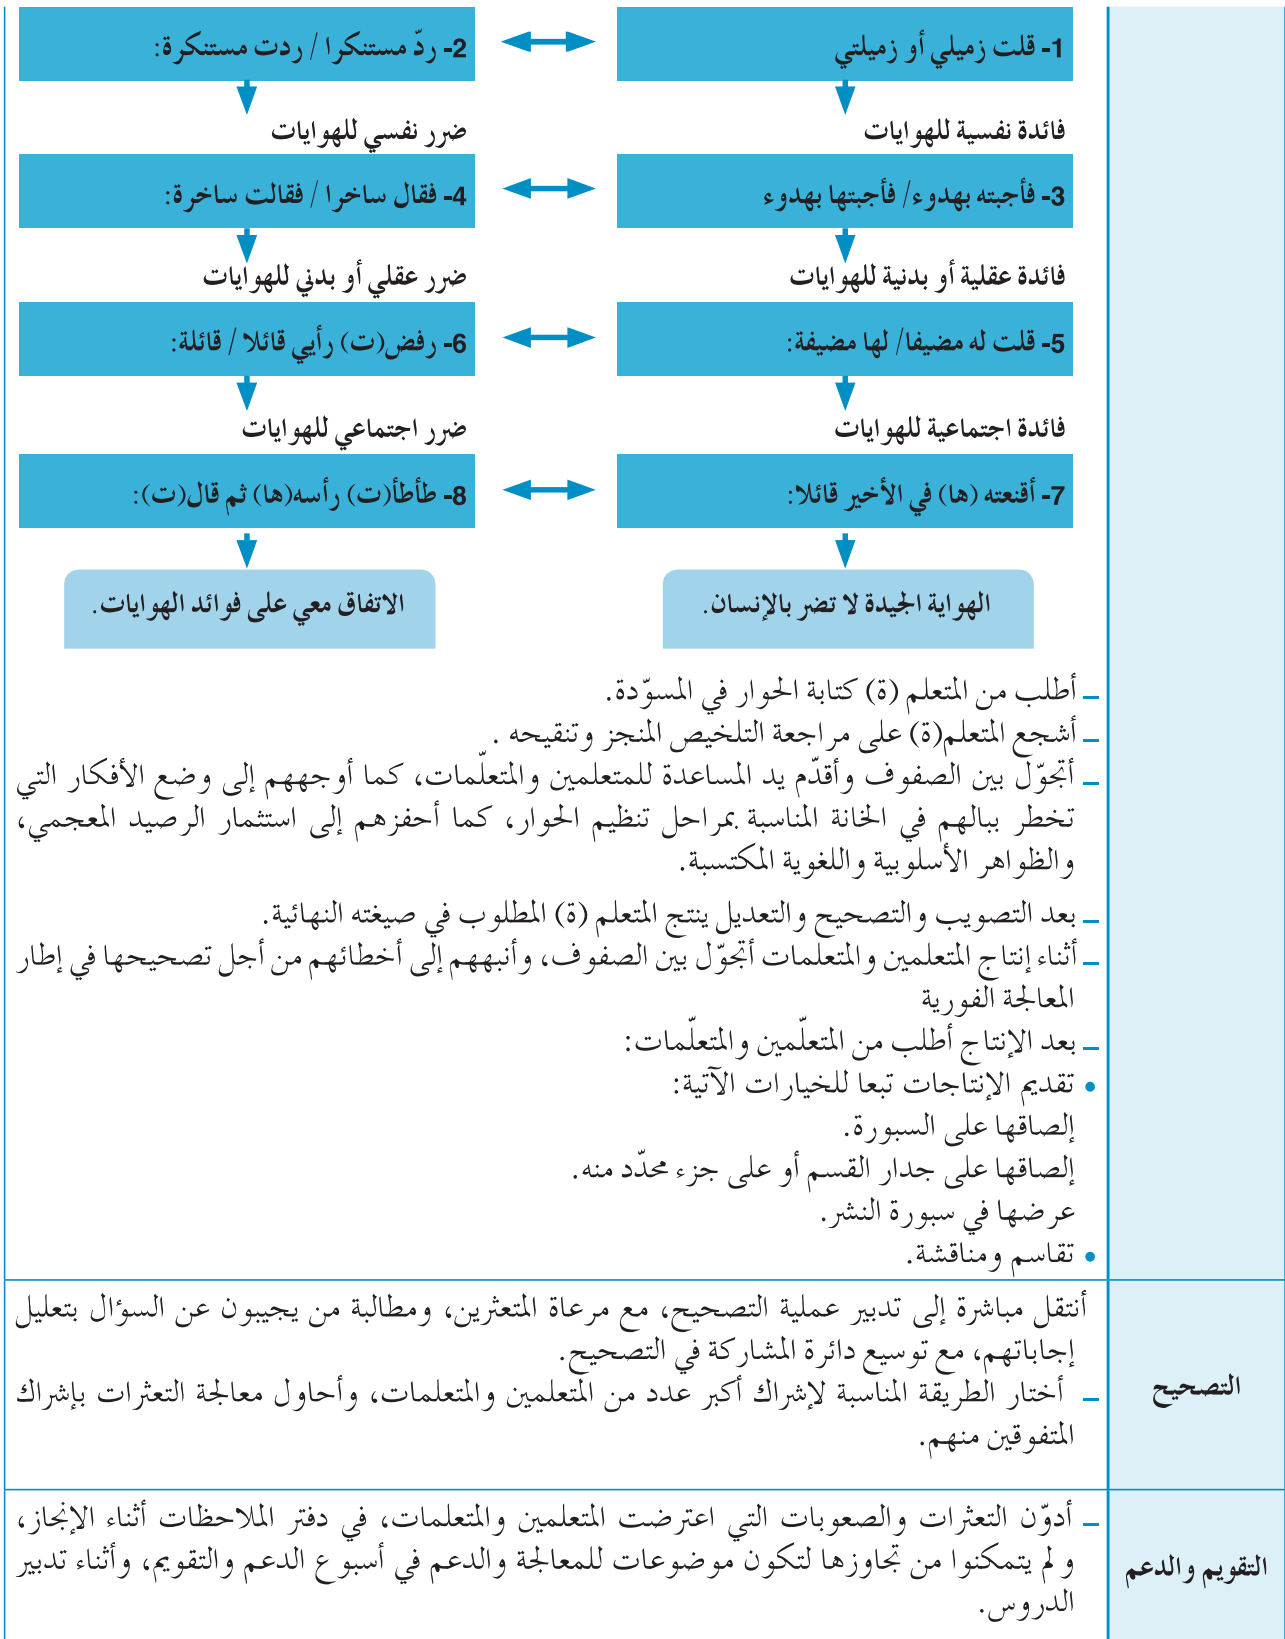 1- قلت زميلي أو زميلتي
2- ردّ مستنكرا / ردت مستنكرة:
فائدة نفسية للهوايات
ضرر نفسي للهوايات
3- فأجبته بهدوء/ فأجبتها بهدوء
4- فقال ساخرا / فقالت ساخرة:
فائدة عقلية أو بدنية للهوايات
ضرر عقلي أو بدني للهوايات
5- قلت له مضيفا/ لها مضيفة:
6- رفض(ت) رأيي قائلا / قائلة:
فائدة اجتماعية للهوايات
ضرر اجتماعي للهوايات
7- أقنعته (ها) في الأخير قائلا:
8- طأطأ(ت) رأسه(ها) ثم قال(ت):
الهواية الجيدة لا تضر بالإنسان.
الاتفاق معي على فوائد الهوايات.
– أطلب من المتعلم (ة) كتابة الحوار في المسوّدة.
– أشجع المتعلم(ة) على مراجعة التلخيص المنجز وتنقيحه .
– أتجوّل بين الصفوف وأقدّم يد المساعدة للمتعلمين والمتعلّمات، كما أوجههم إلى وضع الأفكار التي
تخطر ببالهم في الخانة المناسبة بمراحل تنظيم الحوار، كما أحفزهم إلى استثمار الرصيد المعجمي،
والظواهر الأسلوبية واللغوية المكتسبة.
– بعد التصويب والتصحيح والتعديل ينتج المتعلم (ة) المطلوب في صيغته النهائية.
– أثناء إنتاج المتعلمين والمتعلمات أتجوّل بين الصفوف، وأنبههم إلى أخطائهم من أجل تصحيحها في إطار
المعالجة الفورية
– بعد الإنتاج أطلب من المتعلّمين والمتعلّمات:
• تقديم الإنتاجات تبعا للخيارات الآتية:
إلصاقها على السبورة.
إلصاقها على جدار القسم أو على جزء محدّد منه.
عرضها في سبورة النشر.
• تقاسم ومناقشة.
التصحيح
أنتقل مباشرة إلى تدبير عملية التصحيح، مع مرعاة المتعثرين، ومطالبة من يجيبون عن السؤال بتعليل
إجاباتهم، مع توسيع دائرة المشاركة في التصحيح.
– أختار الطريقة المناسبة لإشراك أكبر عدد من المتعلمين والمتعلمات، وأحاول معالجة التعثرات بإشراك
المتفوقين منهم.
التقويم والدعم
– أدوّن التعثرات والصعوبات التي اعترضت المتعلمين والمتعلمات، في دفتر الملاحظات أثناء الإنجاز،
ولم يتمكنوا من تجاوزها لتكون موضوعات للمعالجة والدعم في أسبوع الدعم والتقويم، وأثناء تدبير
الدروس.